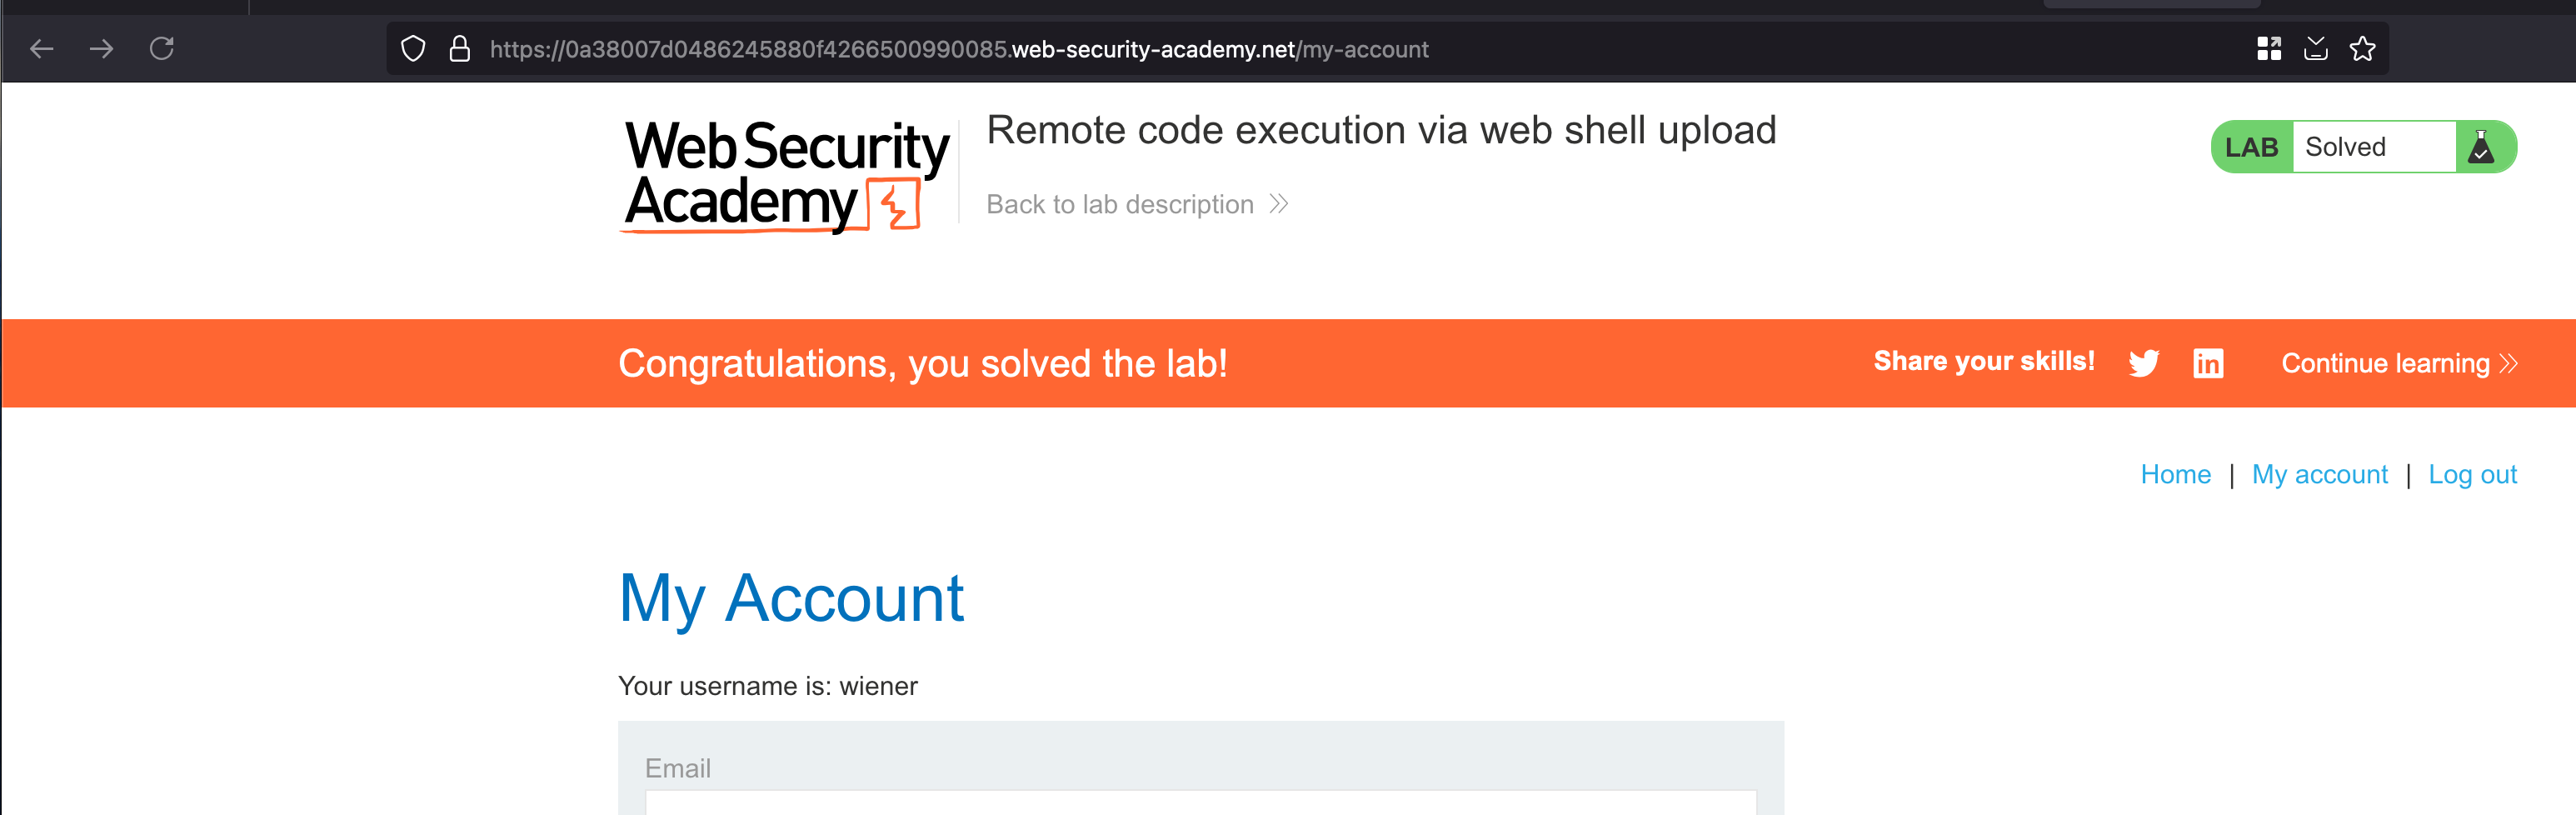 https://0a38007d0486245880f4266500990085.web-security-academy.net/my-account
Web Security
Academy
Remote code execution via web shell upload
Back to lab description
LAB Solved
Congratulations, you solved the lab!
Share your skills!
Continue learning
Home | My account | Log out
My Account
Your username is: wiener
Email